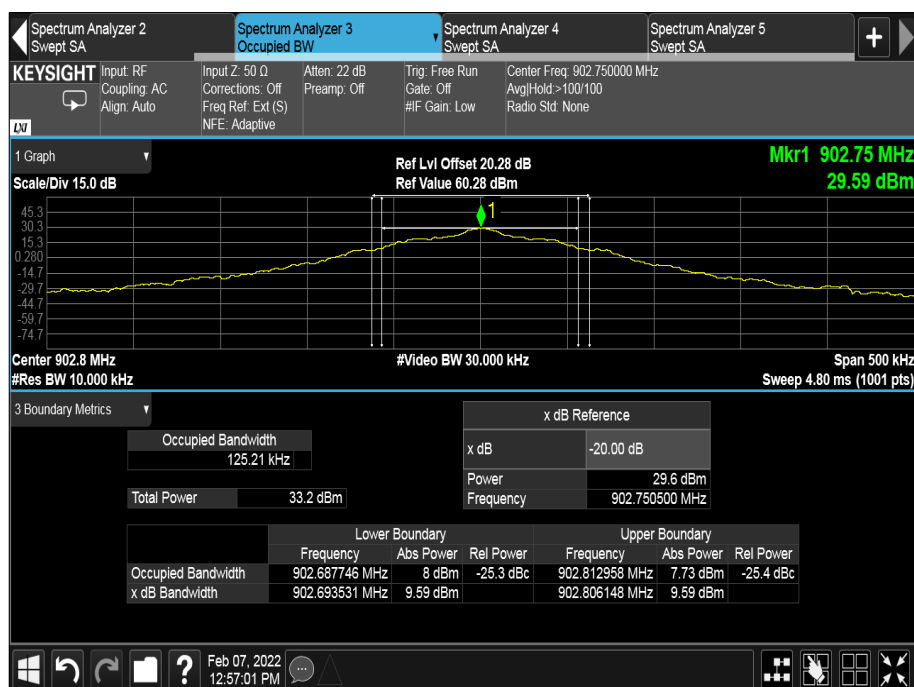 Spectrum Analyzer 2
Swept SA
Spectrum Analyzer 3
Occupied BW
Spectrum Analyzer 4
Swept SA
Spectrum Analyzer 5
Swept SA
+
KEYSIGHT
LXI
Input: RF
Coupling: AC
Align: Auto
Input Z: 50 Ω
Corrections: Off
Freq Ref: Ext (S)
NFE: Adaptive
Atten: 22 dB
Preamp: Off
Trig: Free Run
Gate: Off
#IF Gain: Low
Center Freq: 902.750000 MHz
Avg|Hold:>100/100
Radio Std: None
1 Graph
Scale/Div 15.0 dB
Ref Lvl Offset 20.28 dB
Ref Value 60.28 dBm
Mkr1 902.75 MHz
29.59 dBm
1
45.3
30.3
15.3
0.280
-14.7
-29.7
-44.7
-59.7
-74.7
Center 902.8 MHz
#Res BW 10.000 kHz
#Video BW 30.000 kHz
Span 500 kHz
Sweep 4.80 ms (1001 pts)
3 Boundary Metrics
Occupied Bandwidth
125.21 kHz
Total Power 33.2 dBm
x dB Reference
x dB -20.00 dB
Power 29.6 dBm
Frequency 902.750500 MHz
Lower Boundary Upper Boundary
Frequency Abs Power Rel Power Frequency Abs Power Rel Power
Occupied Bandwidth 902.687746 MHz 8 dBm -25.3 dBc 902.812958 MHz 7.73 dBm -25.4 dBc
x dB Bandwidth 902.693531 MHz 9.59 dBm 902.806148 MHz 9.59 dBm
?
Feb 07, 2022
12:57:01 PM